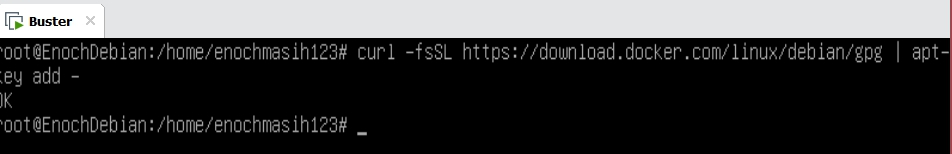 Buster
root@EnochDebian:/home/enochmasih123# curl -fsSL https://download.docker.com/linux/debian/gpg | apt-
key add -
OK
root@EnochDebian:/home/enochmasih123# _